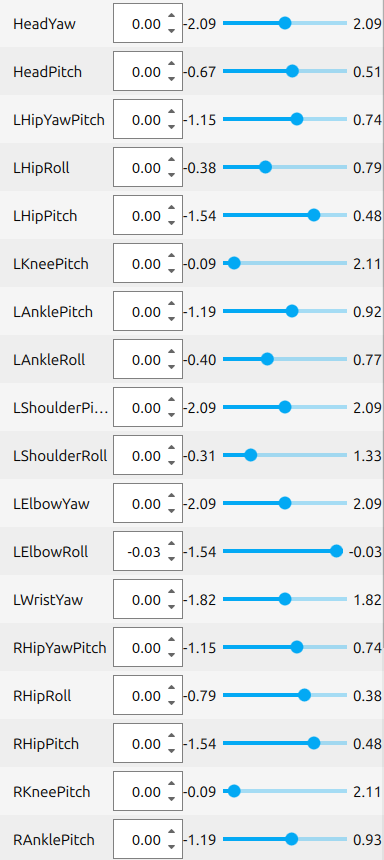 HeadYaw 0.00 -2.09 2.09
HeadPitch 0.00 -0.67 0.51
LHipYawPitch 0.00 -1.15 0.74
LHipRoll 0.00 -0.38 0.79
LHipPitch 0.00 -1.54 0.48
LKneePitch 0.00 -0.09 2.11
LAnklePitch 0.00 -1.19 0.92
LAnkleRoll 0.00 -0.40 0.77
LShoulderPi... 0.00 -2.09 2.09
LShoulderRoll 0.00 -0.31 1.33
LElbowYaw 0.00 -2.09 2.09
LElbowRoll -0.03 -1.54 -0.03
LWristYaw 0.00 -1.82 1.82
RHipYawPitch 0.00 -1.15 0.74
RHipRoll 0.00 -0.79 0.38
RHipPitch 0.00 -1.54 0.48
RKneePitch 0.00 -0.09 2.11
RAnklePitch 0.00 -1.19 0.93